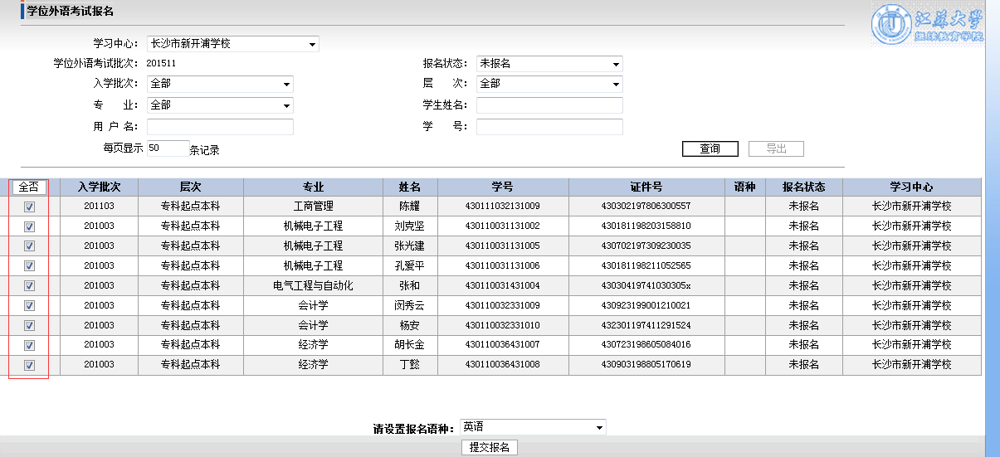 学位外语考试报名
江苏大学
继续教育学院
学习中心： 长沙市新开浦学校
学位外语考试批次： 201511 报名状态： 未报名
入学批次： 全部 层 次： 全部
专 业： 全部 学生姓名：
用 户 名： 学 号：
每页显示 50 条记录 查询 导出
全否 入学批次 层次 专业 姓名 学号 证件号 语种 报名状态 学习中心
201103 专科起点本科 工商管理 陈耀 430111032131009 430302197806300557 未报名 长沙市新开浦学校
201003 专科起点本科 机械电子工程 刘克坚 430110031131002 430181198203158810 未报名 长沙市新开浦学校
201003 专科起点本科 机械电子工程 张光建 430110031131005 430702197309230035 未报名 长沙市新开浦学校
201003 专科起点本科 机械电子工程 孔爱平 430110031131006 430181198211052565 未报名 长沙市新开浦学校
201003 专科起点本科 电气工程与自动化 张和 430110031431004 43030419741030305x 未报名 长沙市新开浦学校
201003 专科起点本科 会计学 闵秀云 430110032331009 430923199001210021 未报名 长沙市新开浦学校
201003 专科起点本科 会计学 杨安 430110032331010 432301197411291524 未报名 长沙市新开浦学校
201003 专科起点本科 经济学 胡长金 430110036431007 430723198605084016 未报名 长沙市新开浦学校
201003 专科起点本科 经济学 丁懿 430110036431008 430903198805170619 未报名 长沙市新开浦学校
请设置报名语种： 英语
提交报名